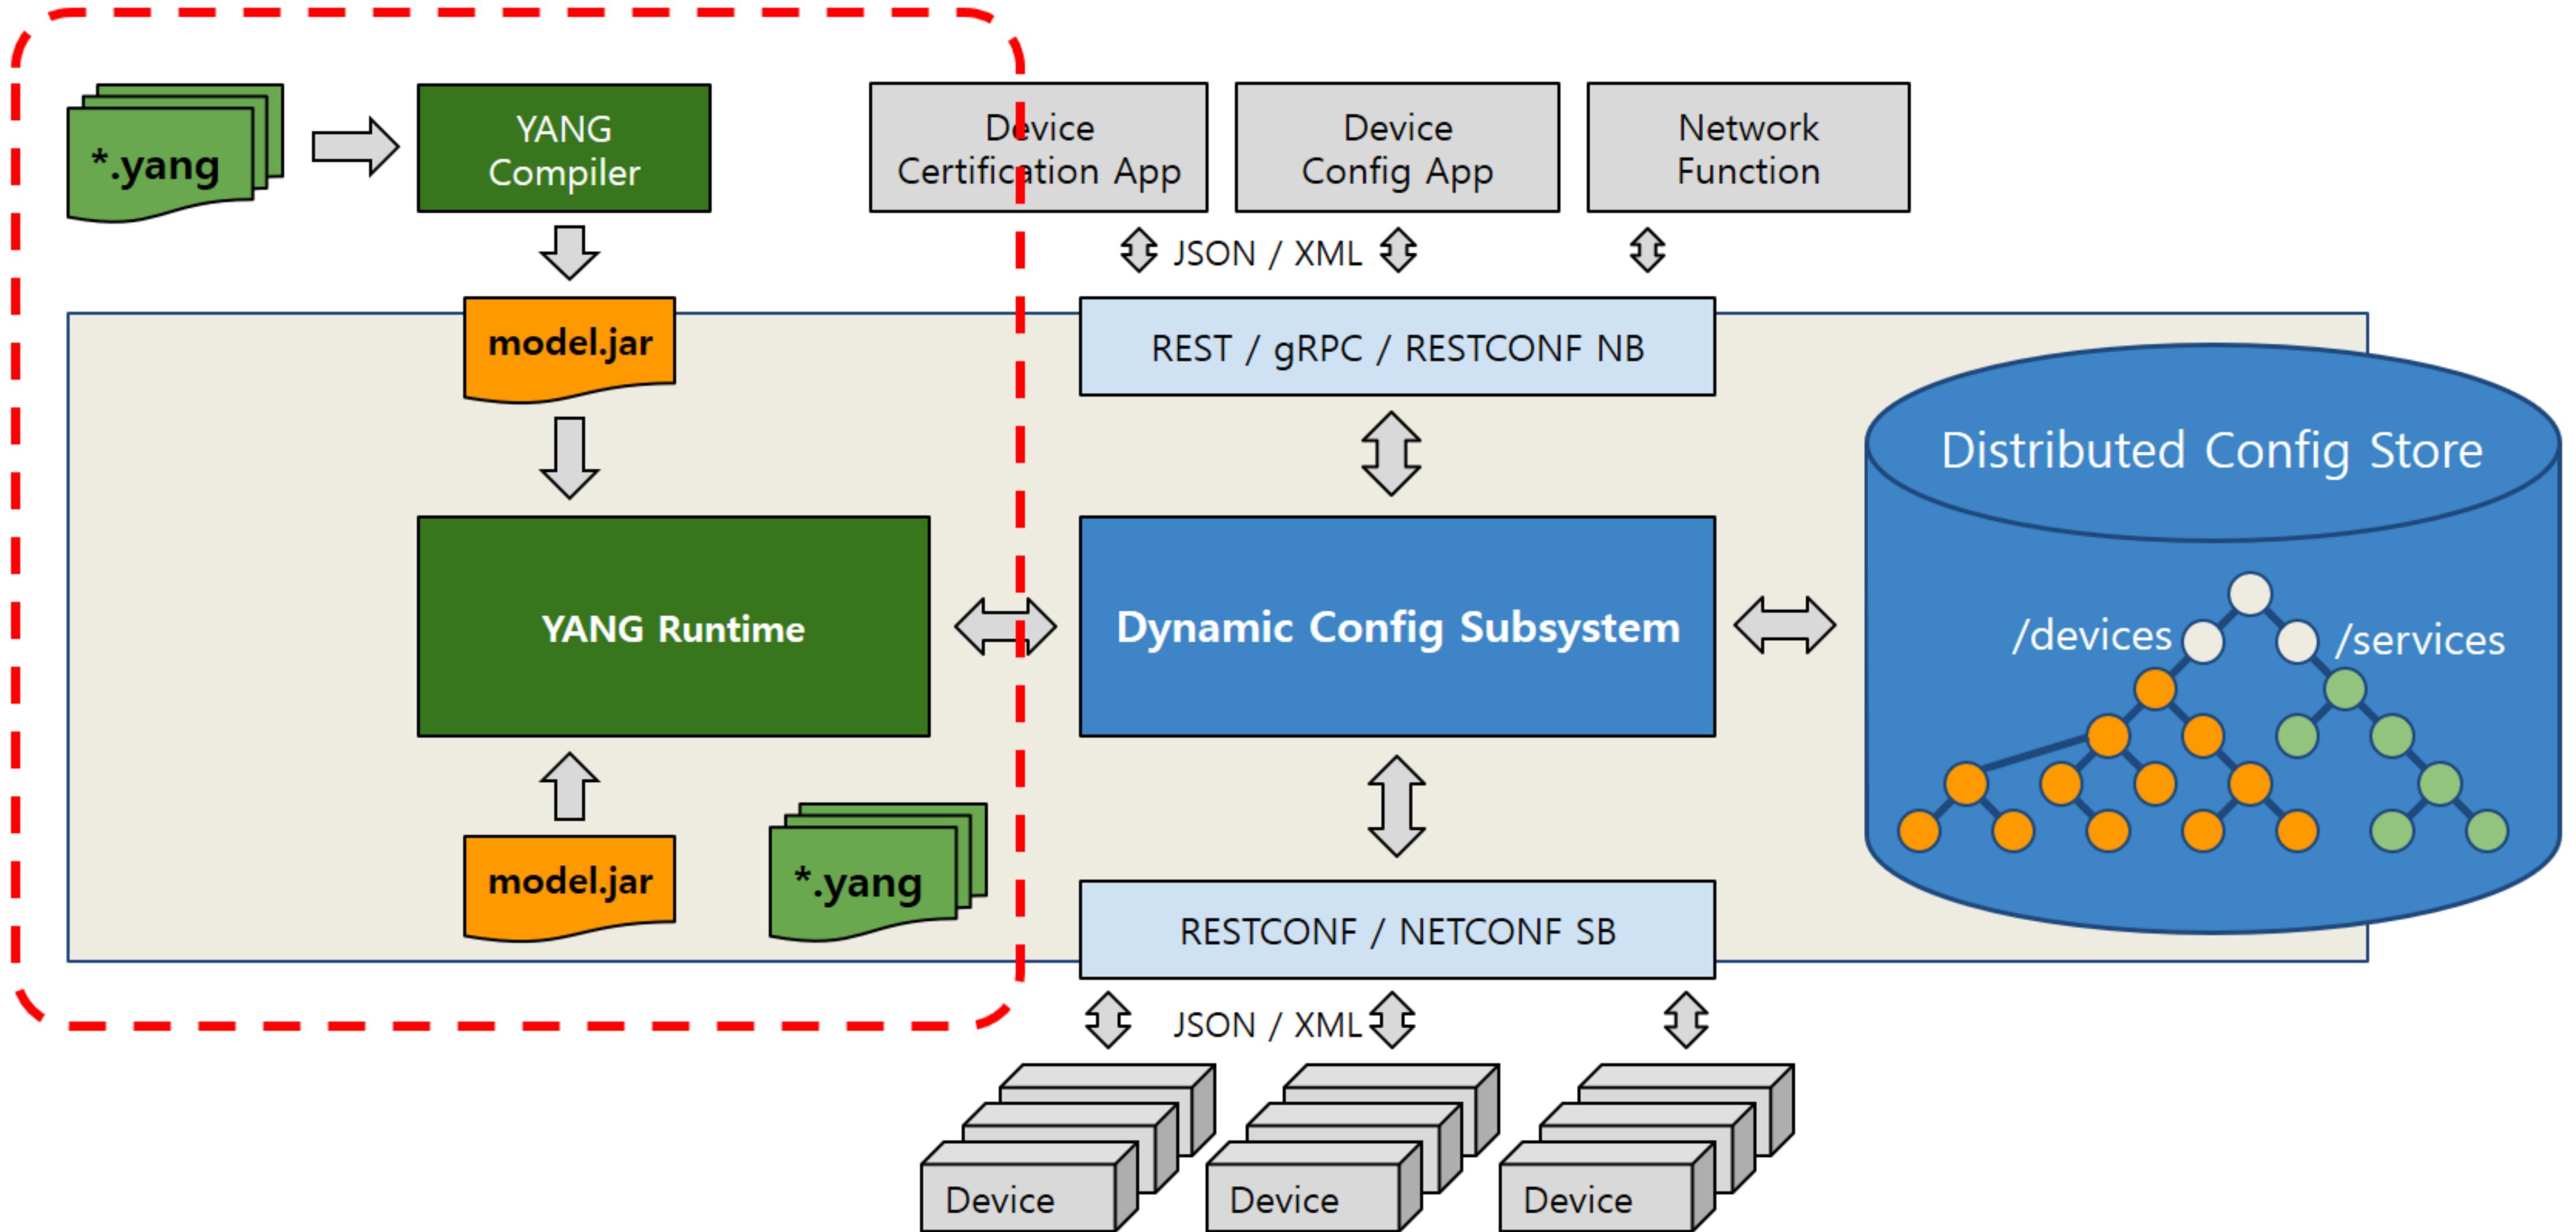 *.yang
YANG
Compiler
Device
Certification App
Device
Config App
Network
Function
JSON / XML
model.jar
REST / gRPC / RESTCONF NB
Distributed Config Store
YANG Runtime
Dynamic Config Subsystem
/devices
/services
model.jar
*.yang
RESTCONF / NETCONF SB
JSON / XML
Device
Device
Device